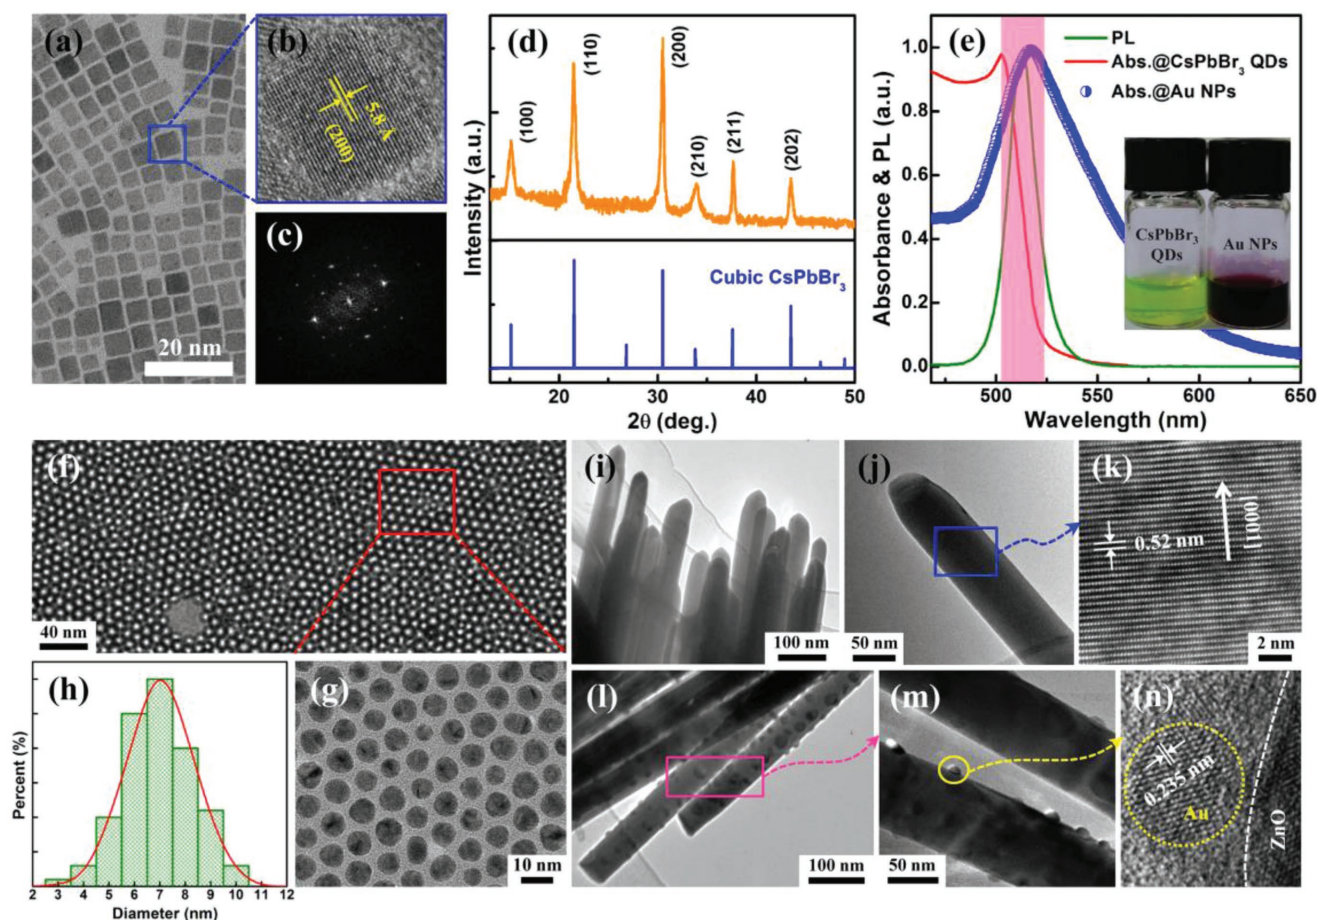 (a)
20 nm
(b)
5.8 Å
(200)
(c)
(d)
Intensity (a.u.)
(100)
(110)
(200)
(210)
(211)
(202)
Cubic CsPbBr₃
20 30 40 50
2θ (deg.)
(e)
Absorbance & PL (a.u.)
1.0
0.8
0.6
0.4
0.2
0.0
PL
Abs.@CsPbBr₃ QDs
Abs.@Au NPs
CsPbBr₃
QDs
Au NPs
500 550 600 650
Wavelength (nm)
(f)
40 nm
(i)
100 nm
(j)
50 nm
(k)
[0001]
0.52 nm
2 nm
(h)
Percent (%)
2 3 4 5 6 7 8 9 10 11 12
Diameter (nm)
(g)
10 nm
(l)
100 nm
(m)
50 nm
(n)
0.235 nm
Au
ZnO